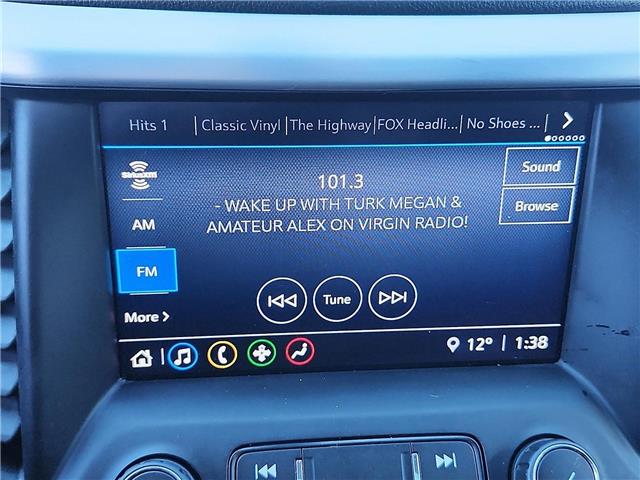 Hits 1 | Classic Vinyl | The Highway | FOX Headli... | No Shoes ... | >
SiriusXM
AM
FM
More >
101.3
- WAKE UP WITH TURK MEGAN &
AMATEUR ALEX ON VIRGIN RADIO!
Sound
Browse
Tune
12° | 1:38